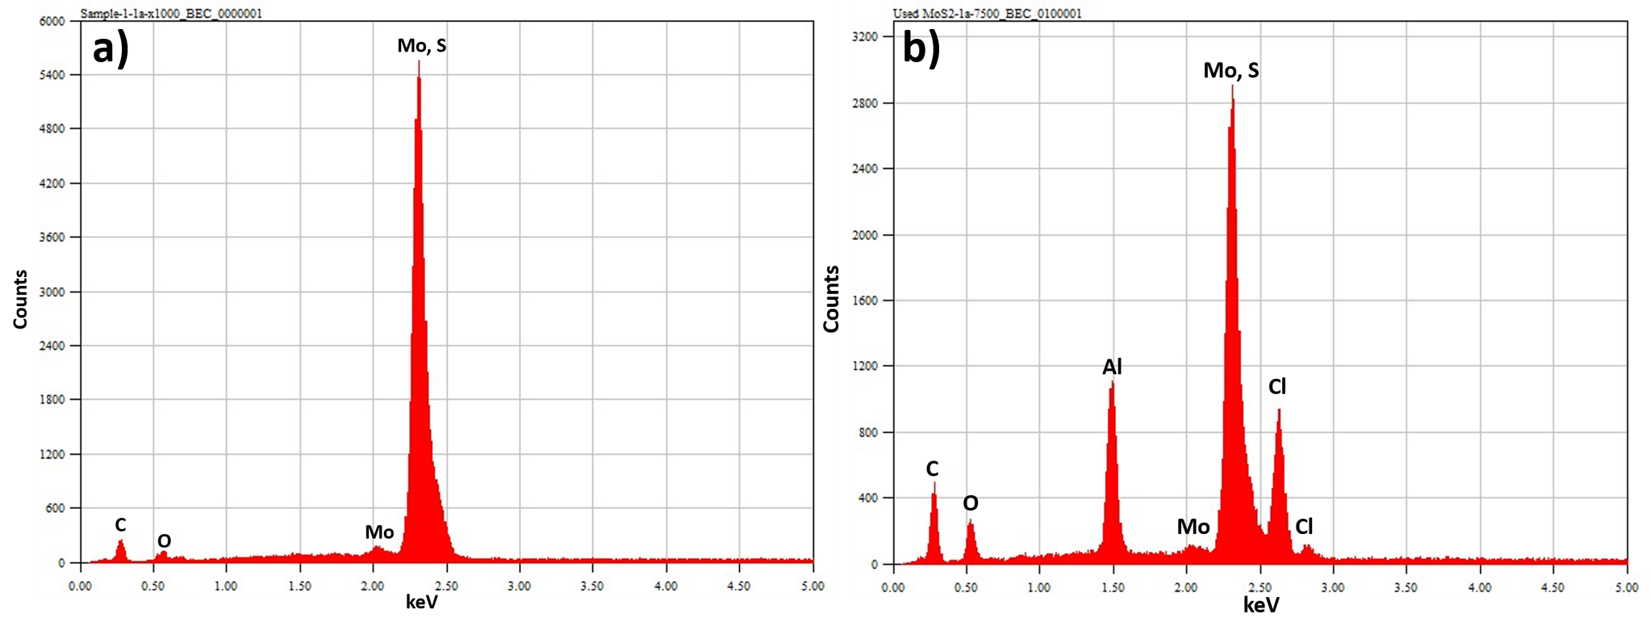 Sample-1-1a-x1000_BEC_0000001
a)
Mo, S
6000
5400
4800
4200
3600
3000
2400
1800
1200
600
0
Counts
C
O
Mo
0.00 0.50 1.00 1.50 2.00 2.50 3.00 3.50 4.00 4.50 5.00
keV
Used MoS2-1a-7500_BEC_0100001
b)
Mo, S
3200
2800
2400
2000
1600
1200
800
400
0
Counts
Al
Cl
C
O
Mo
Cl
0.00 0.50 1.00 1.50 2.00 2.50 3.00 3.50 4.00 4.50 5.00
keV